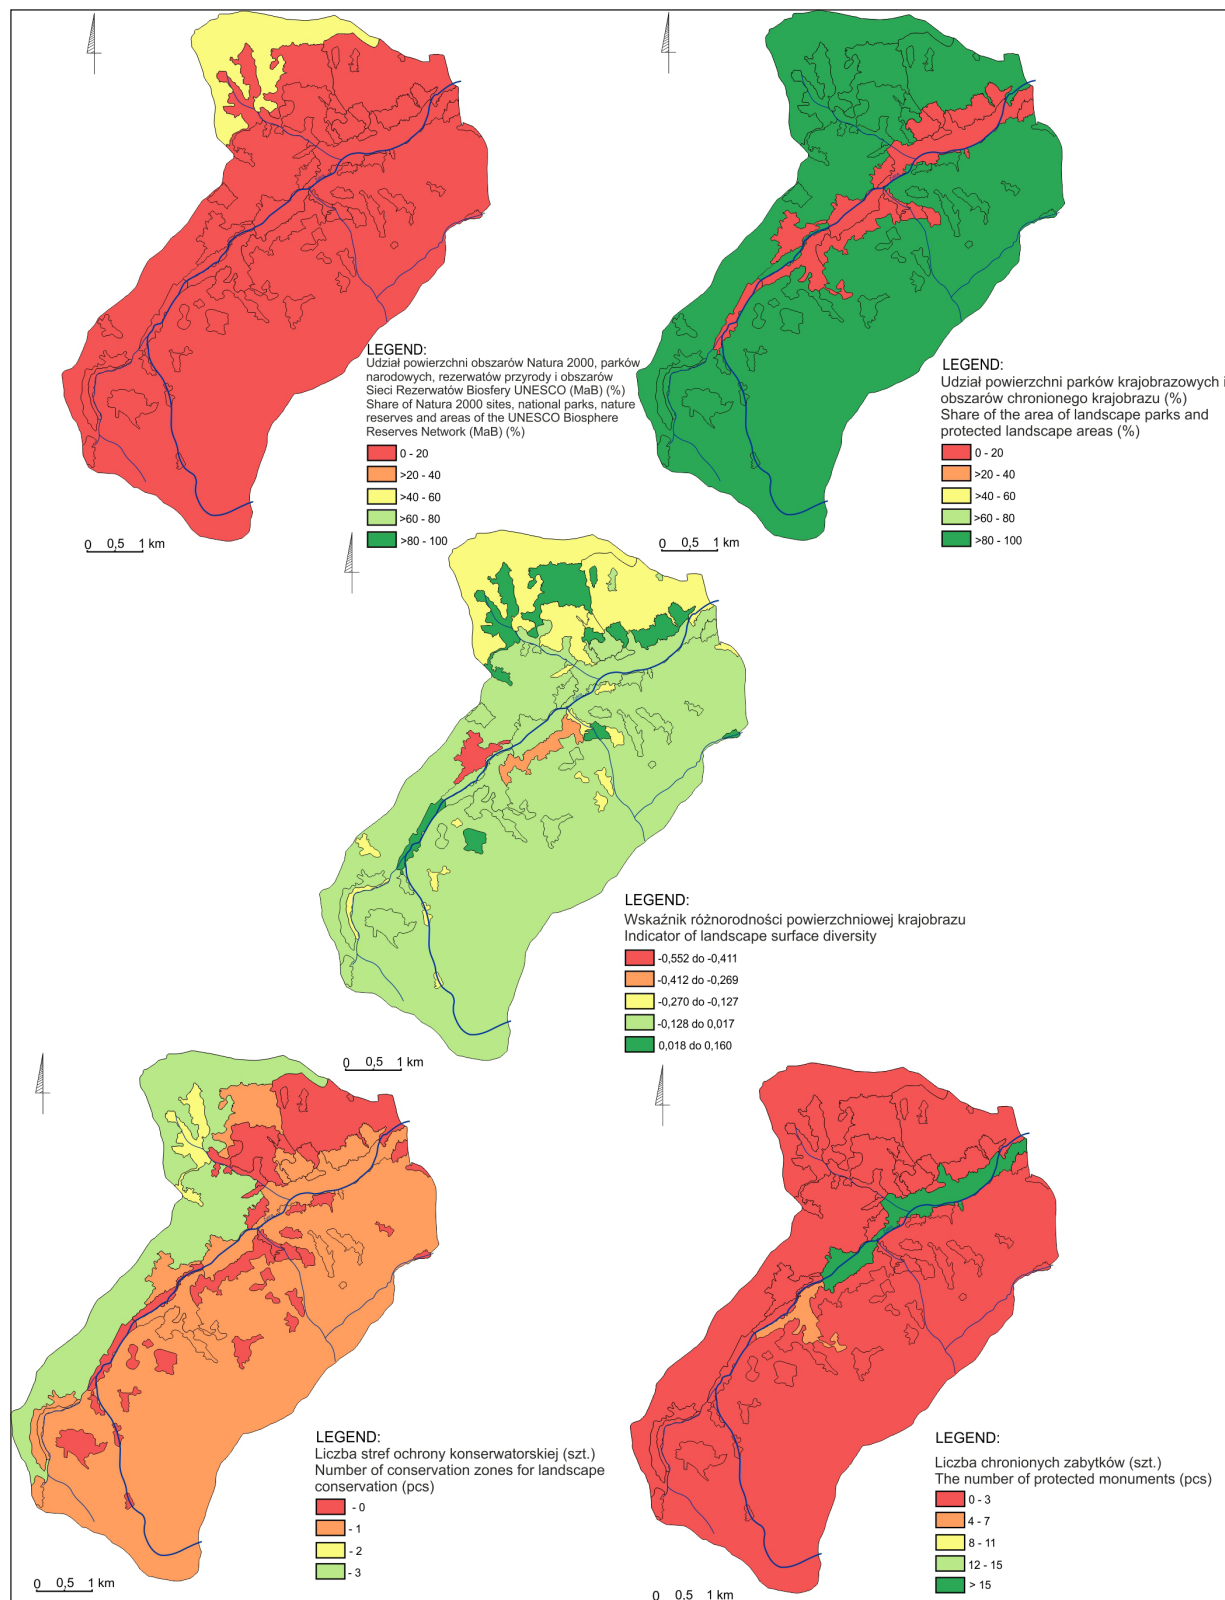 LEGEND:
Udział powierzchni obszarów Natura 2000, parków
narodowych, rezerwatów przyrody i obszarów
Sieci Rezerwatów Biosfery UNESCO (MaB) (%)
Share of Natura 2000 sites, national parks, nature
reserves and areas of the UNESCO Biosphere
Reserves Network (MaB) (%)
0 - 20
>20 - 40
>40 - 60
>60 - 80
>80 - 100
0 0,5 1 km
LEGEND:
Udział powierzchni parków krajobrazowych i
obszarów chronionego krajobrazu (%)
Share of the area of landscape parks and
protected landscape areas (%)
0 - 20
>20 - 40
>40 - 60
>60 - 80
>80 - 100
0 0,5 1 km
LEGEND:
Wskaźnik różnorodności powierzchniowej krajobrazu
Indicator of landscape surface diversity
-0,552 do -0,411
-0,412 do -0,269
-0,270 do -0,127
-0,128 do 0,017
0,018 do 0,160
0 0,5 1 km
LEGEND:
Liczba stref ochrony konserwatorskiej (szt.)
Number of conservation zones for landscape
conservation (pcs)
- 0
- 1
- 2
- 3
0 0,5 1 km
LEGEND:
Liczba chronionych zabytków (szt.)
The number of protected monuments (pcs)
0 - 3
4 - 7
8 - 11
12 - 15
> 15
0 0,5 1 km